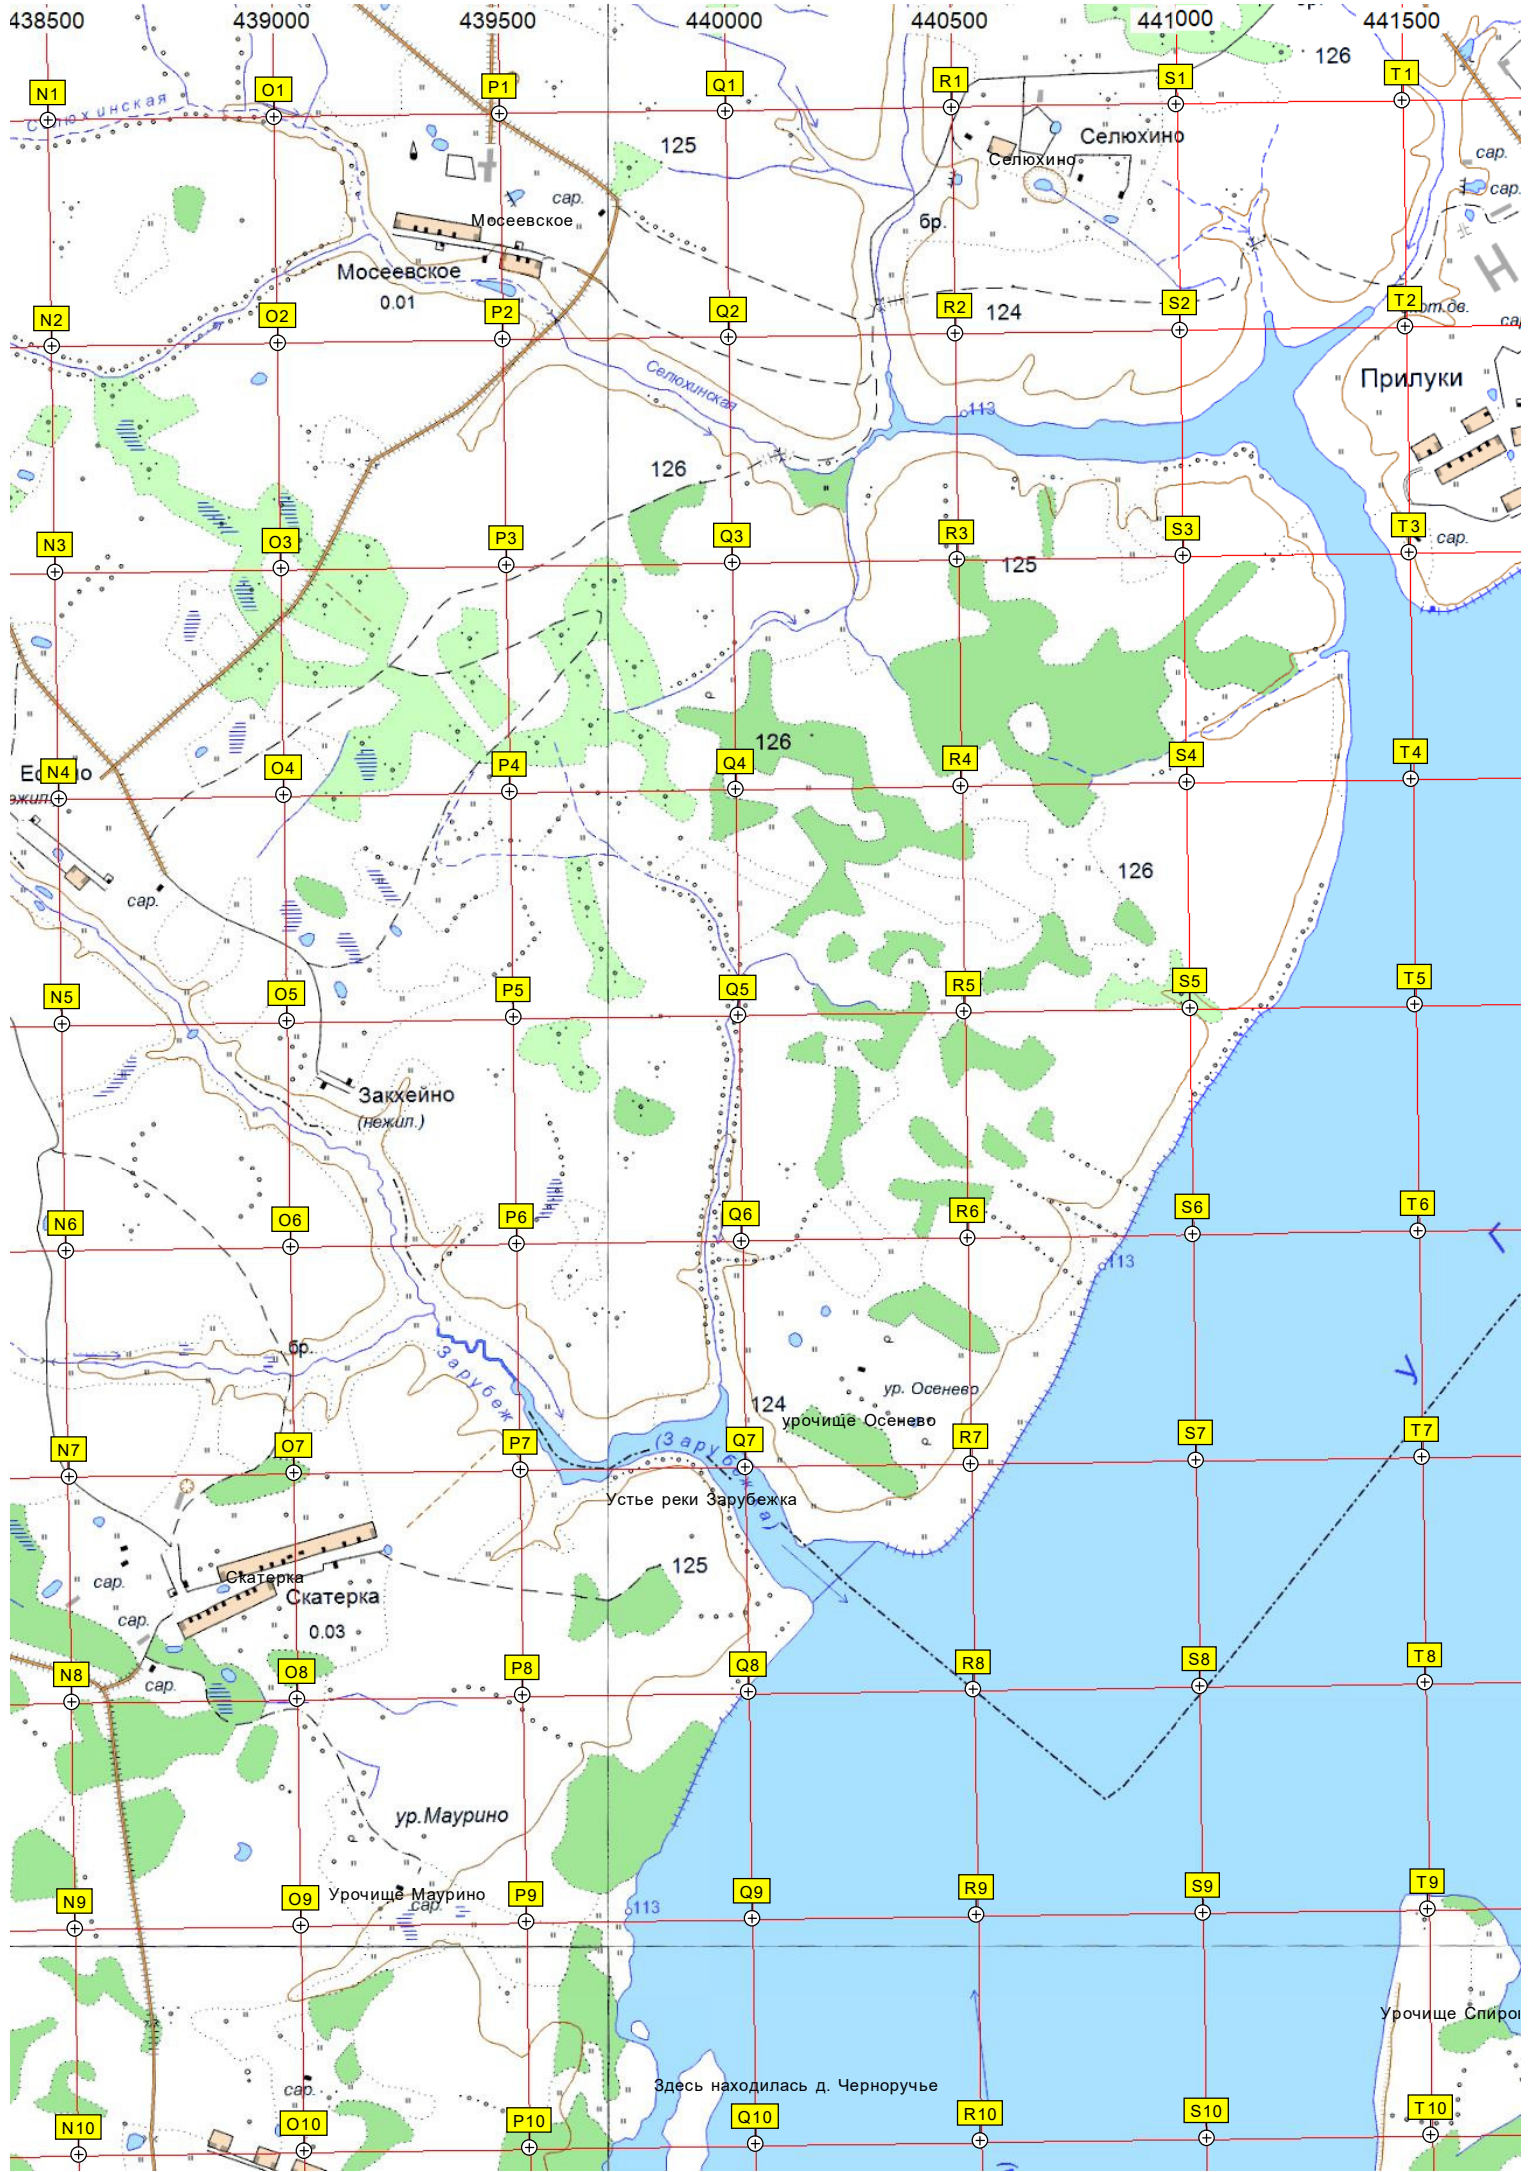 438500 439000 439500 440000 440500 441000 441500
126
N1 O1 P1 Q1 R1 S1 T1
Селюхинская
125
Селюхино
Селюхино
сар.
сар.
сар.
Мосеевское
бр.
Мосеевское
0.01
124
N2 O2 P2 Q2 R2 S2 T2
Селюхинская
Прилуки
113
126
N3 O3 P3 Q3 R3 S3 T3
сар.
125
126
N4 O4 P4 Q4 R4 S4 T4
126
сар.
N5 O5 P5 Q5 R5 S5 T5
Закхейно
(нежил.)
N6 O6 P6 Q6 R6 S6 T6
113
бр.
Зарубеж
ур. Осенево
124
урочище Осенево
N7 O7 P7 Q7 R7 S7 T7
(Зарубежка)
Устье реки Зарубежка
125
сар.
Скатерка
Скатерка
сар.
0.03
N8 O8 P8 Q8 R8 S8 T8
сар.
ур.Маурино
N9 O9 P9 Q9 R9 S9 T9
Урочище Маурино
сар.
113
Урочище
Здесь находилась д. Черноручье
сар.
N10 O10 P10 Q10 R10 S10 T10